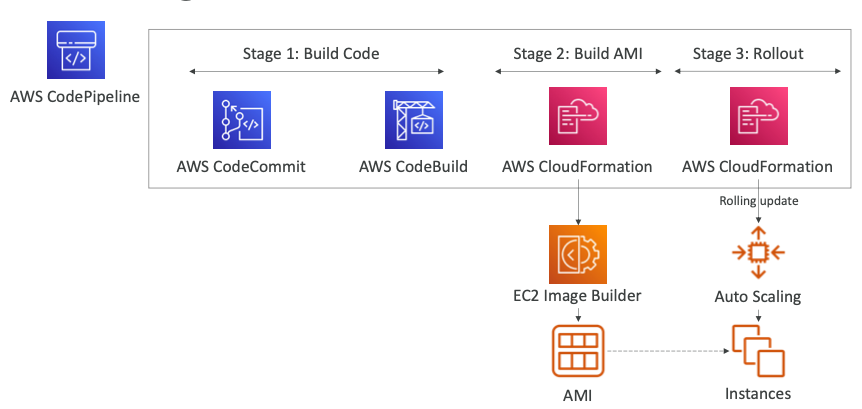 Stage 1: Build Code
Stage 2: Build AMI
Stage 3: Rollout
AWS CodePipeline
AWS CodeCommit
AWS CodeBuild
AWS CloudFormation
AWS CloudFormation
Rolling update
EC2 Image Builder
Auto Scaling
AMI
Instances